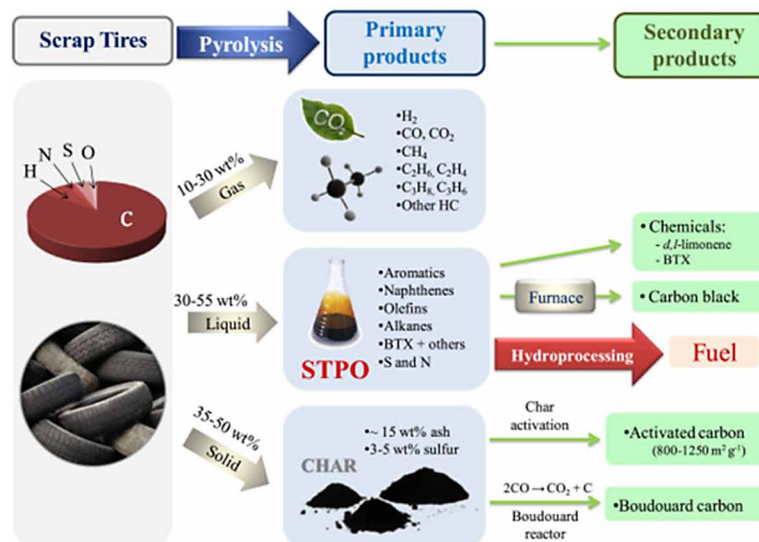 Scrap Tires
Pyrolysis
Primary
products
Secondary
products
H
N
S
O
C
10-30 wt%
Gas
CO₂
•H₂
•CO, CO₂
•CH₄
•C₂H₆, C₂H₄
•C₃H₈, C₃H₆
•Other HC
30-55 wt%
Liquid
STPO
•Aromatics
•Naphthenes
•Olefins
•Alkanes
•BTX + others
•S and N
• Chemicals:
- d,l-limonene
- BTX
Furnace
• Carbon black
Hydroprocessing
Fuel
35-50 wt%
Solid
CHAR
•~ 15 wt% ash
•3-5 wt% sulfur
Char
activation
•Activated carbon
(800-1250 m² g⁻¹)
2CO→CO₂ + C
Boudouard
reactor
•Boudouard carbon